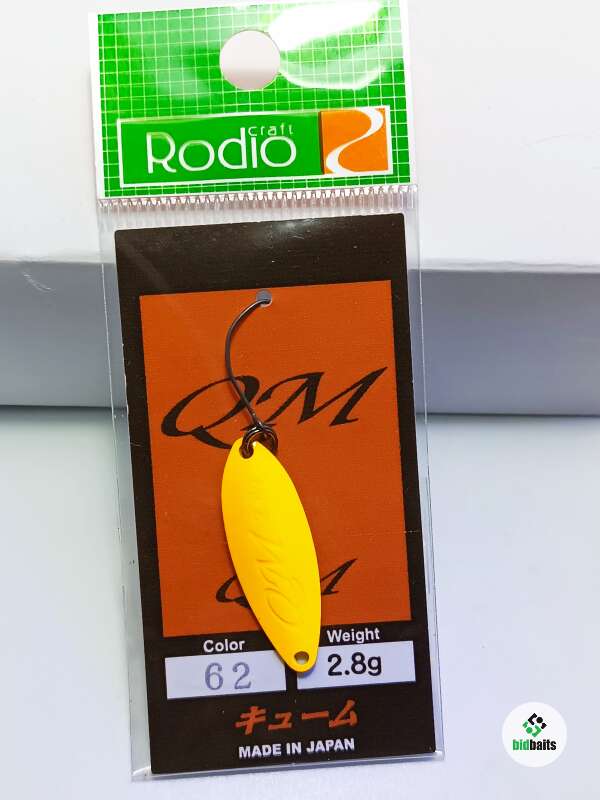 craft
Rodio
QM
QM
QM
Color
Weight
62
2.8g
キューム
MADE IN JAPAN
bidbaits